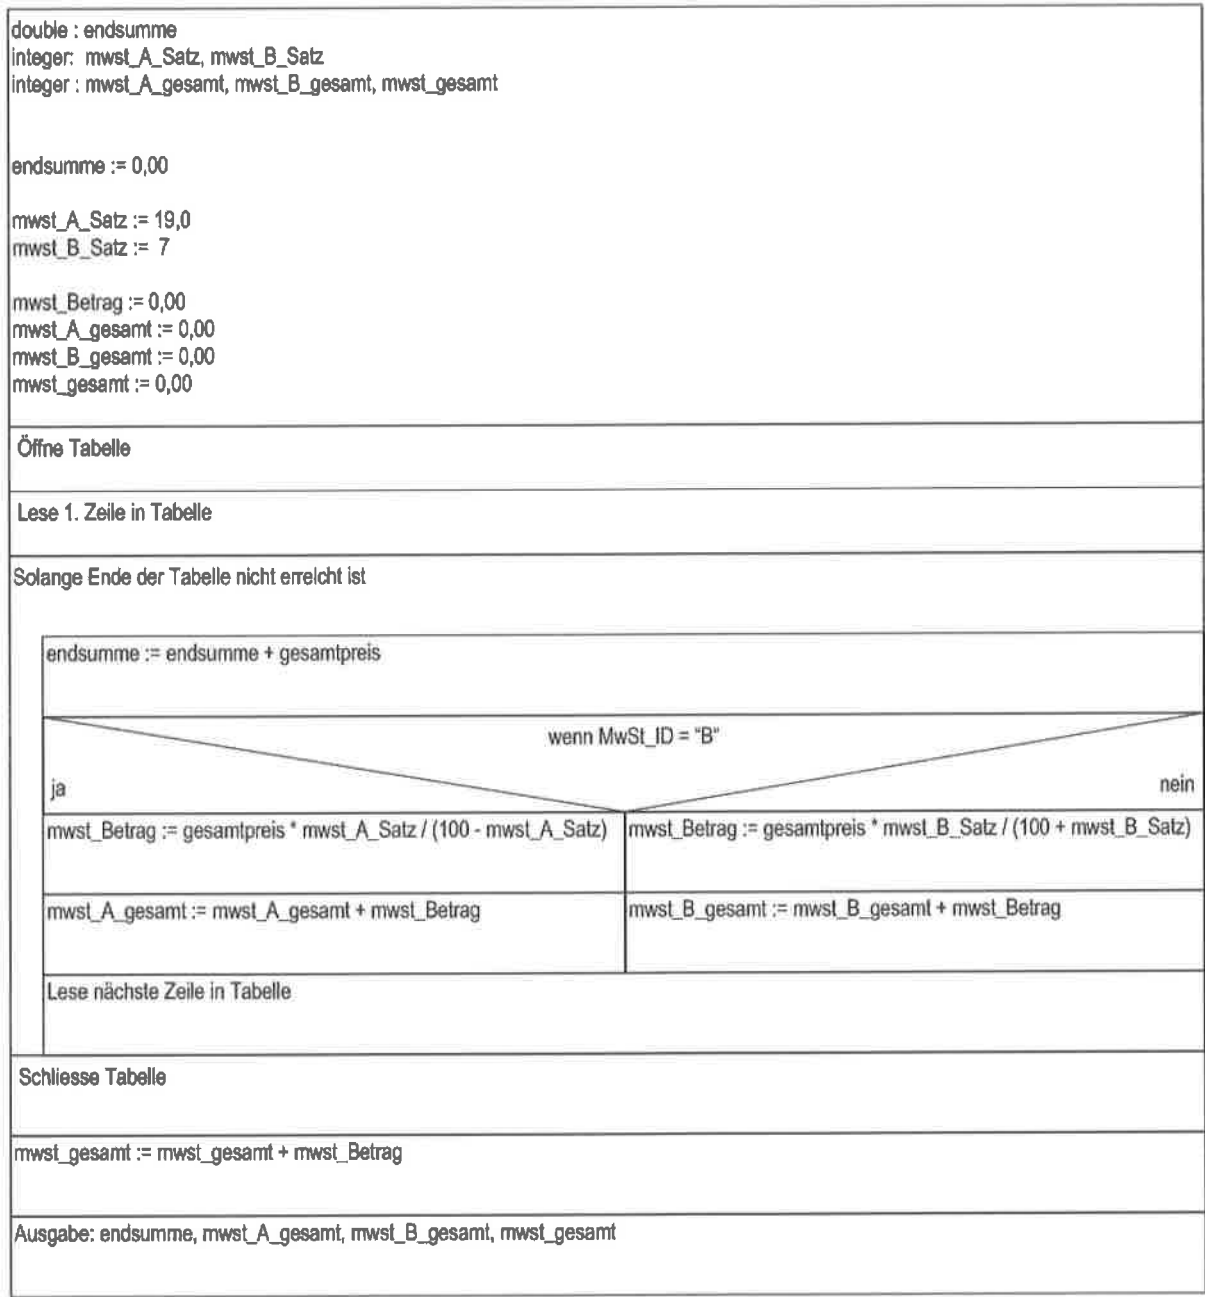 double : endsumme
integer: mwst_A_Satz, mwst_B_Satz
integer : mwst_A_gesamt, mwst_B_gesamt, mwst_gesamt
endsumme := 0,00
mwst_A_Satz := 19,0
mwst_B_Satz := 7
mwst_Betrag := 0,00
mwst_A_gesamt := 0,00
mwst_B_gesamt := 0,00
mwst_gesamt := 0,00
Öffne Tabelle
Lese 1. Zeile in Tabelle
Solange Ende der Tabelle nicht erreicht ist
endsumme := endsumme + gesamtpreis
wenn MwSt_ID = "B"
ja
nein
mwst_Betrag := gesamtpreis * mwst_A_Satz / (100 - mwst_A_Satz)
mwst_Betrag := gesamtpreis * mwst_B_Satz / (100 + mwst_B_Satz)
mwst_A_gesamt := mwst_A_gesamt + mwst_Betrag
mwst_B_gesamt := mwst_B_gesamt + mwst_Betrag
Lese nächste Zeile in Tabelle
Schliesse Tabelle
mwst_gesamt := mwst_gesamt + mwst_Betrag
Ausgabe: endsumme, mwst_A_gesamt, mwst_B_gesamt, mwst_gesamt